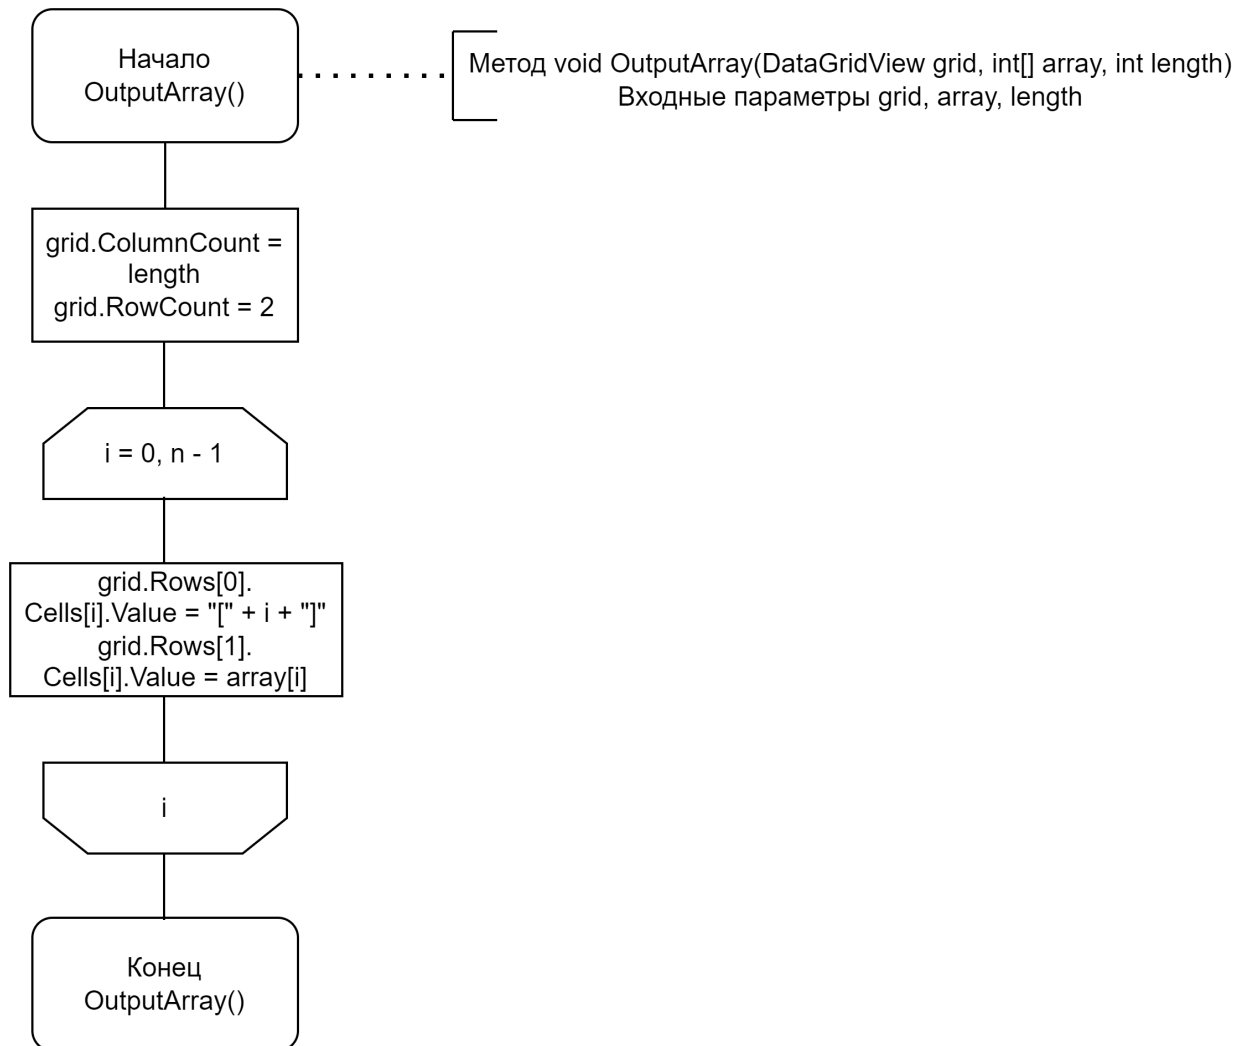 Начало
OutputArray()
Метод void OutputArray(DataGridView grid, int[] array, int length)
Входные параметры grid, array, length
grid.ColumnCount =
length
grid.RowCount = 2
i = 0, n - 1
grid.Rows[0].
Cells[i].Value = "[" + i + "]"
grid.Rows[1].
Cells[i].Value = array[i]
i
Конец
OutputArray()